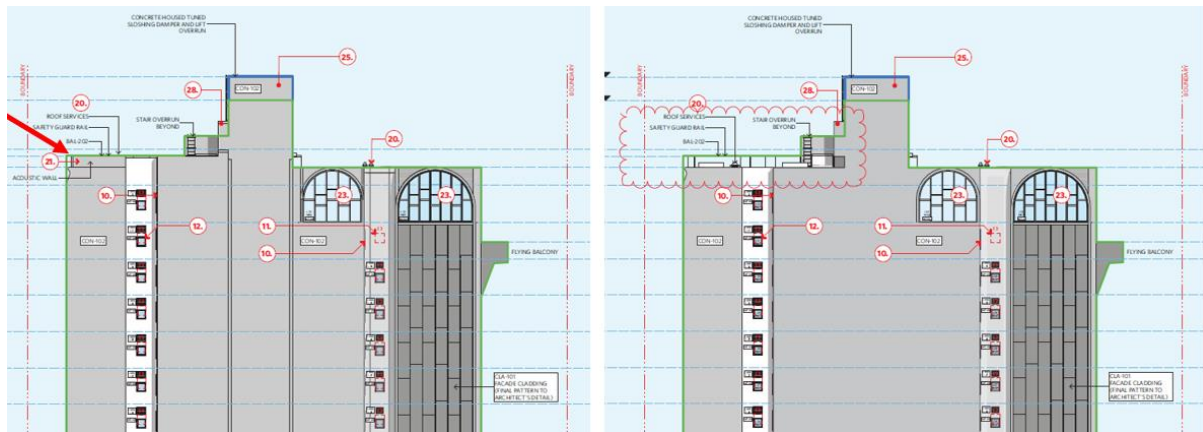 CONCRETE HOUSED TUNED
SLOSHING DAMPER AND LIFT
OVERRUN
25.
CON-102
BOUNDARY
BOUNDARY
20.
28.
ROOF SERVICES
SAFETY GUARD RAIL
BAL-202
STAIR OVERRUN
BEYOND
20.
21.
ACOUSTIC WALL
10.
23.
23.
12.
11.
CON-102
CON-102
10.
FLYING BALCONY
CLA-101
FACADE CLADDING
(FINAL PATTERN TO
ARCHITECT'S DETAIL)
CONCRETE HOUSED TUNED
SLOSHING DAMPER AND LIFT
OVERRUN
25.
CON-102
BOUNDARY
BOUNDARY
20.
28.
ROOF SERVICES
SAFETY GUARD RAIL
BAL-202
STAIR OVERRUN
BEYOND
20.
10.
23.
23.
12.
11.
CON-102
CON-102
10.
FLYING BALCONY
CLA-101
FACADE CLADDING
(FINAL PATTERN TO
ARCHITECT'S DETAIL)